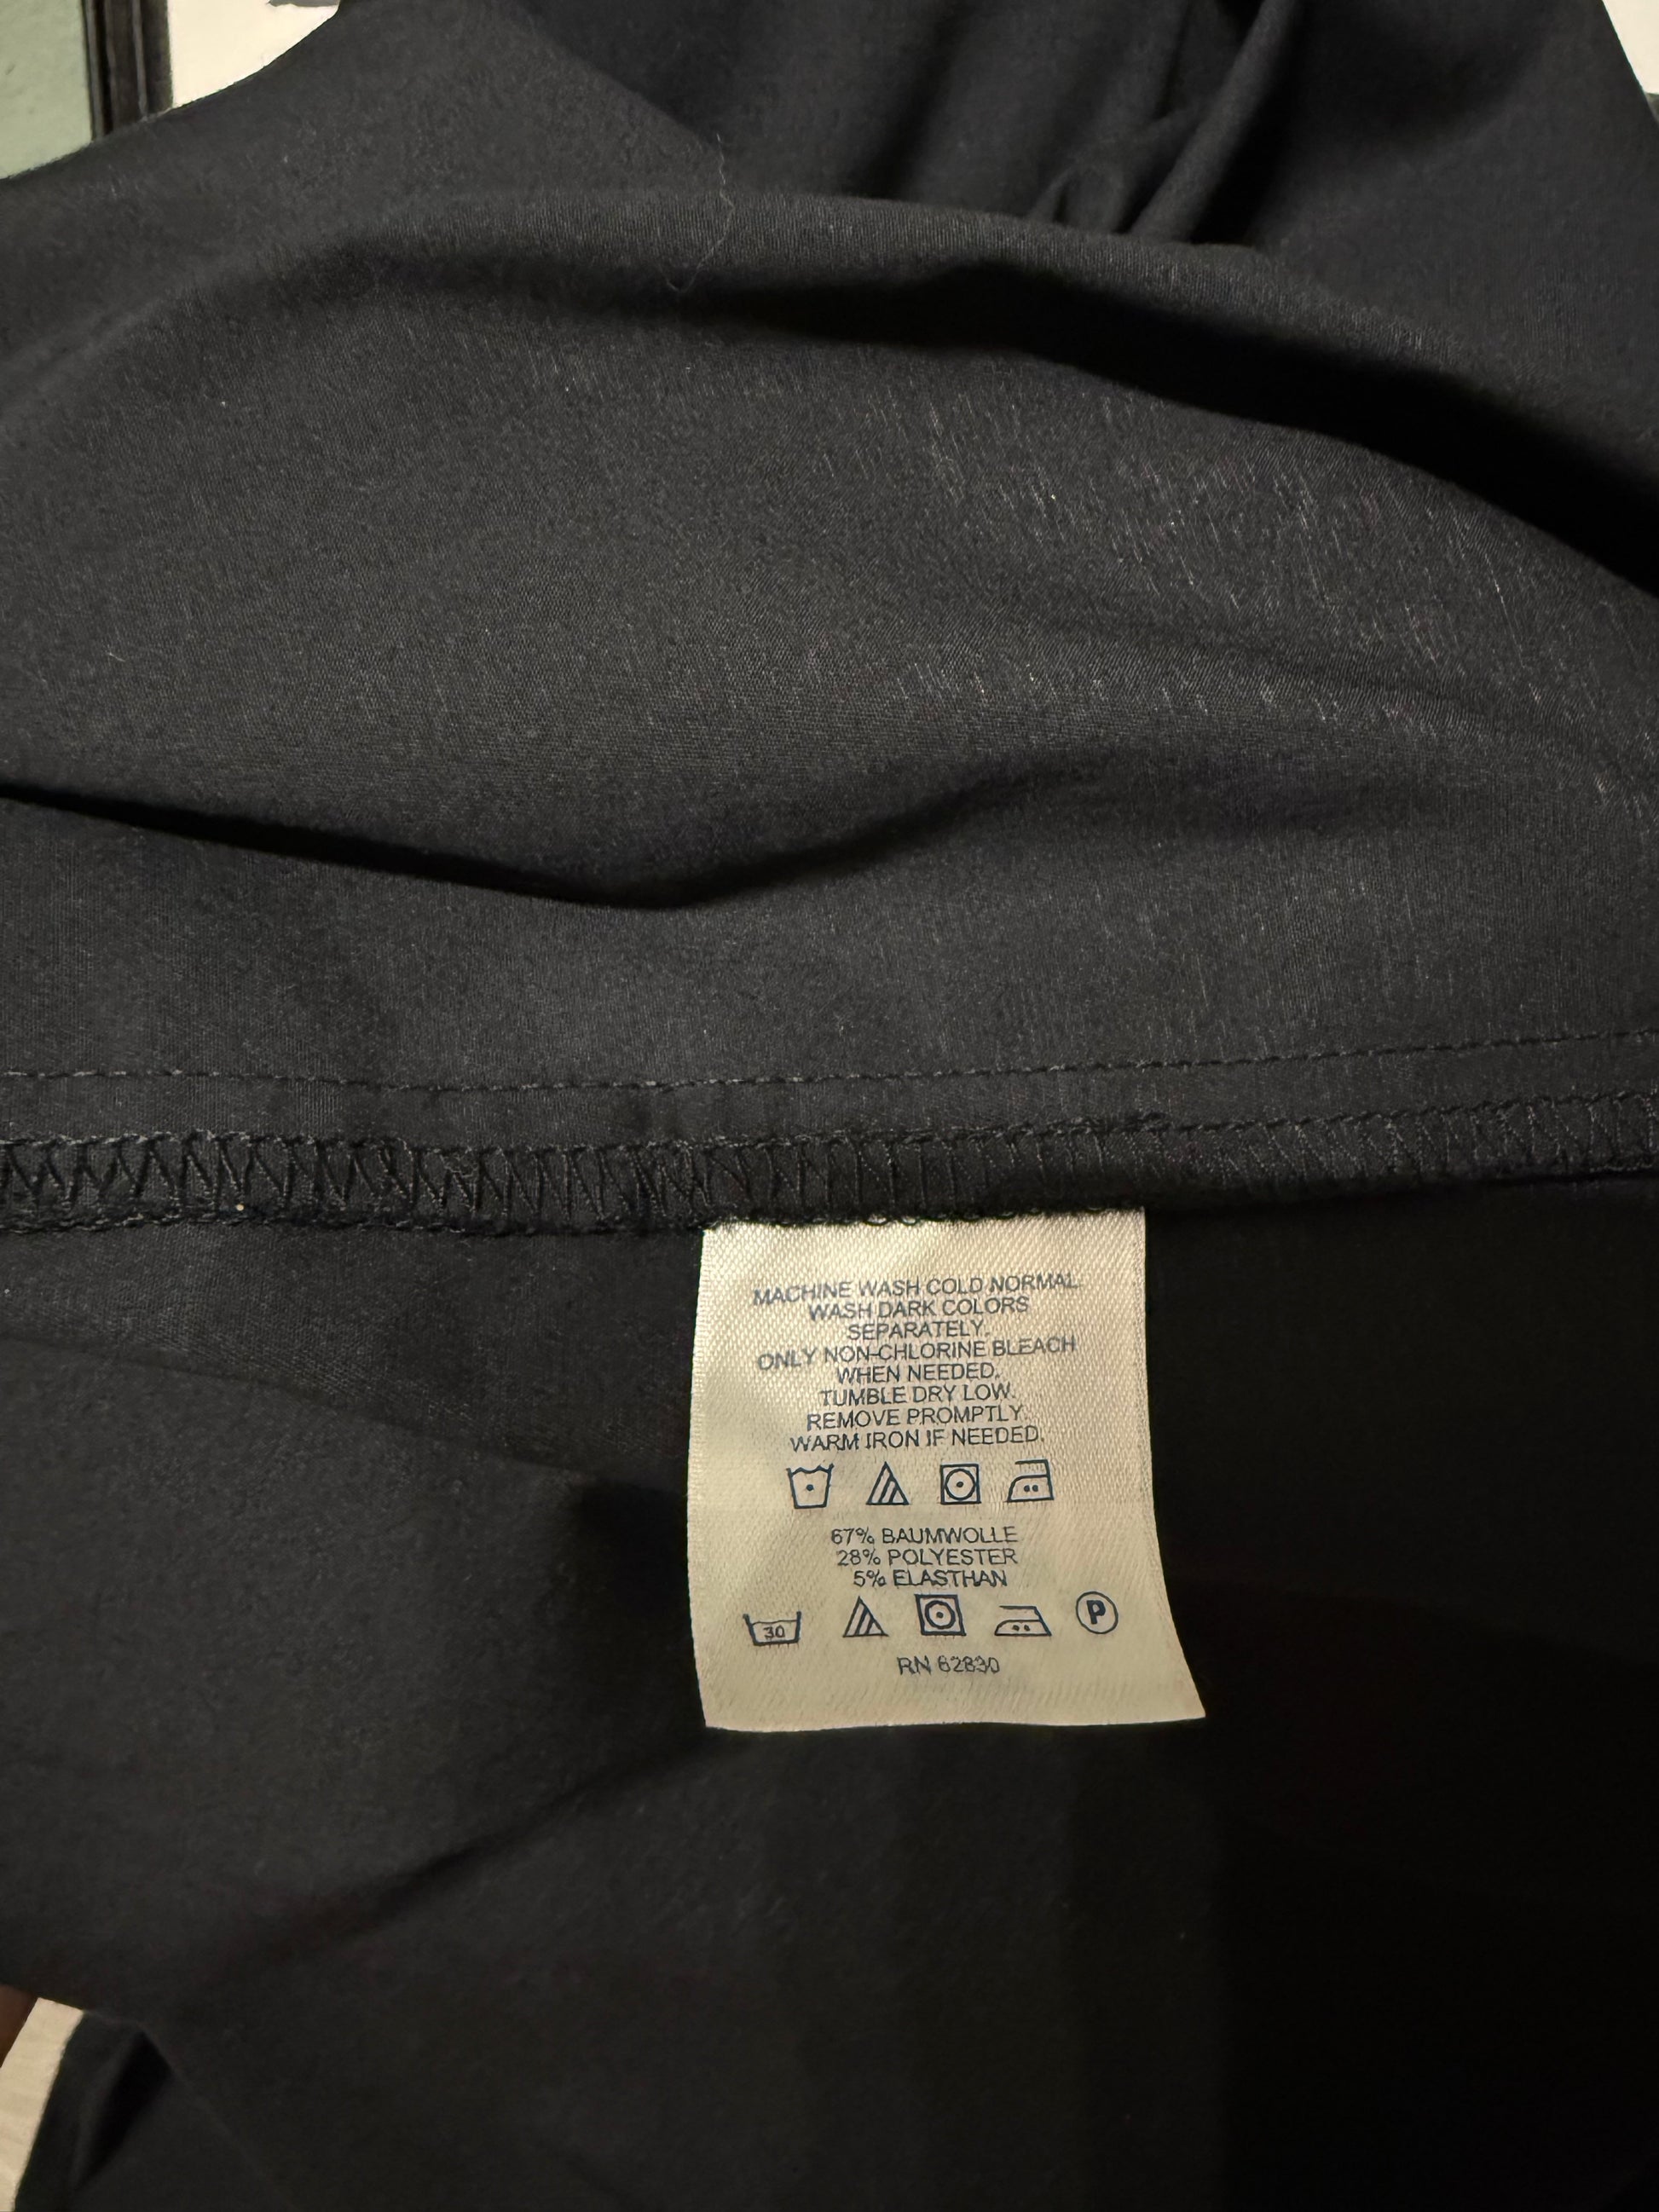 MACHINE WASH COLD NORMAL
WASH DARK COLORS
SEPARATELY.
ONLY NON-CHLORINE BLEACH
WHEN NEEDED.
TUMBLE DRY LOW.
REMOVE PROMPTLY.
WARM IRON IF NEEDED.
67% BAUMWOLLE
28% POLYESTER
5% ELASTHAN
30 P
RN 62830